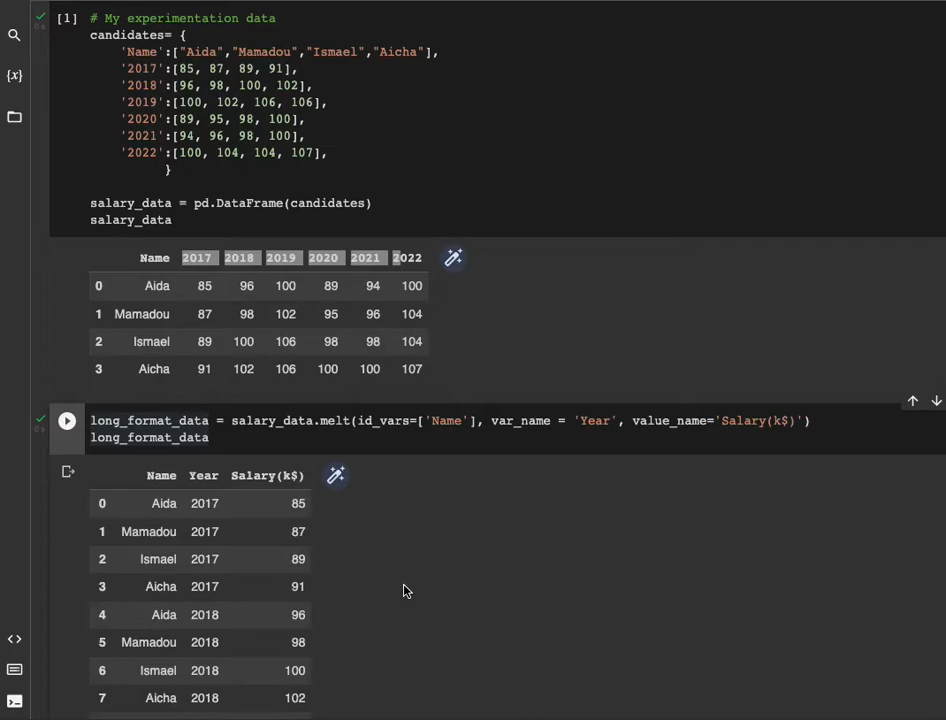 [1] # My experimentation data
candidates= {
'Name':["Aida","Mamadou","Ismael","Aicha"],
'2017':[85, 87, 89, 91],
'2018':[96, 98, 100, 102],
'2019':[100, 102, 106, 106],
'2020':[89, 95, 98, 100],
'2021':[94, 96, 98, 100],
'2022':[100, 104, 104, 107],
}
salary_data = pd.DataFrame(candidates)
salary_data
Name 2017 2018 2019 2020 2021 2022
0 Aida 85 96 100 89 94 100
1 Mamadou 87 98 102 95 96 104
2 Ismael 89 100 106 98 98 104
3 Aicha 91 102 106 100 100 107
long_format_data = salary_data.melt(id_vars=['Name'], var_name = 'Year', value_name='Salary(k$)')
long_format_data
Name Year Salary(k$)
0 Aida 2017 85
1 Mamadou 2017 87
2 Ismael 2017 89
3 Aicha 2017 91
4 Aida 2018 96
5 Mamadou 2018 98
6 Ismael 2018 100
7 Aicha 2018 102